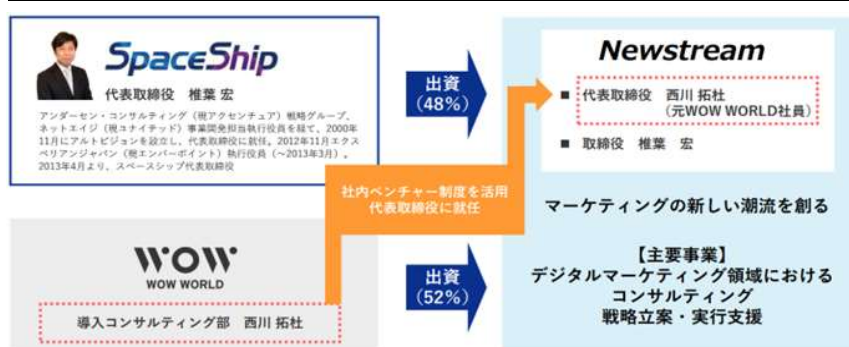 SpaceShip
代表取締役　椎葉 宏
アンダーセン・コンサルティング（現アクセンチュア）戦略グループ、
ネットエイジ（現ユナイテッド）事業開発担当執行役員を経て、2000年
11月にアルトビジョンを設立し、代表取締役に就任。2012年11月エクス
ペリアンジャパン（現エンバーポイント）執行役員（～2013年3月）。
2013年4月より、スペースシップ代表取締役
出資
（48%）
Newstream
■ 代表取締役　西川 拓杜
（元WOW WORLD社員）
■ 取締役　椎葉　宏
社内ベンチャー制度を活用
代表取締役に就任
マーケティングの新しい潮流を創る
WOW
WOW WORLD
導入コンサルティング部　西川 拓杜
出資
（52%）
【主要事業】
デジタルマーケティング領域における
コンサルティング
戦略立案・実行支援